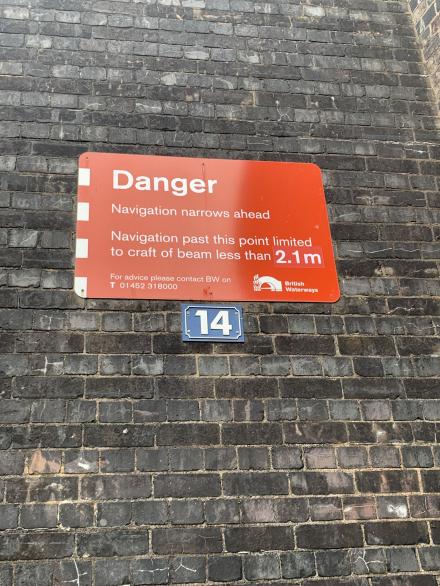 Danger
Navigation narrows ahead
Navigation past this point limited
to craft of beam less than 2.1m
For advice please contact BW on
T 01452 318000
British
Waterways
14